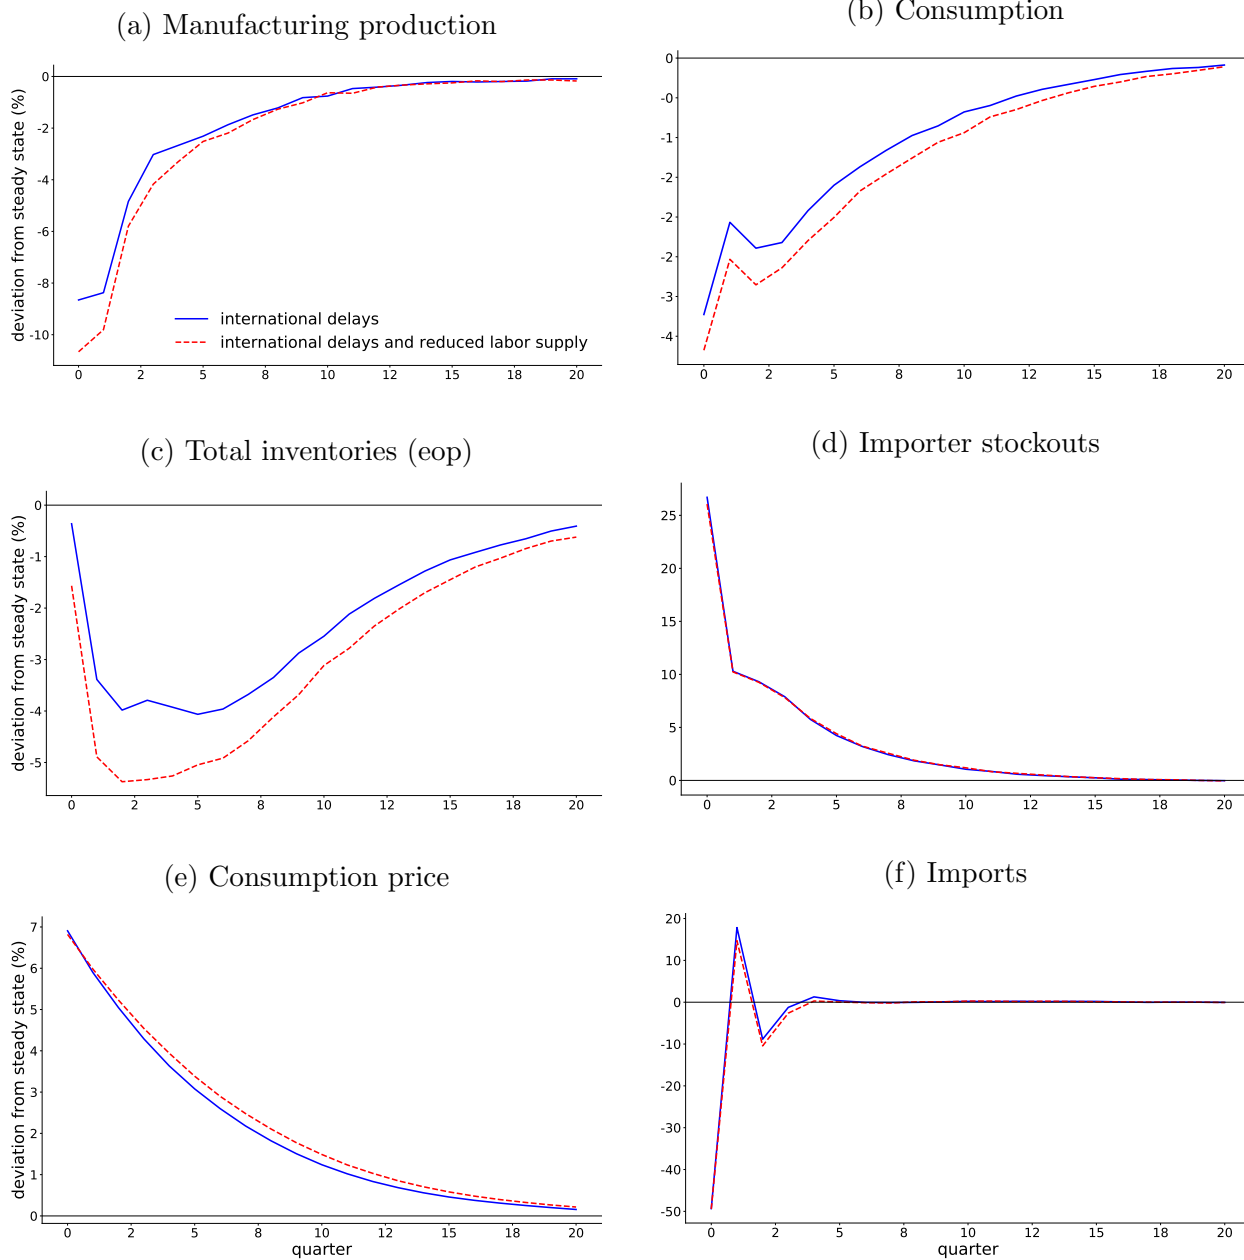 (a) Manufacturing production
deviation from steady state (%)
0
-2
-4
-6
-8
-10
international delays
international delays and reduced labor supply
0 2 5 8 10 12 15 18 20
(b) Consumption
0
-0
-1
-2
-2
-3
-4
0 2 5 8 10 12 15 18 20
(c) Total inventories (eop)
deviation from steady state (%)
0
-1
-2
-3
-4
-5
0 2 5 8 10 12 15 18 20
(d) Importer stockouts
25
20
15
10
5
0
0 2 5 8 10 12 15 18 20
(e) Consumption price
deviation from steady state (%)
7
6
5
4
3
2
1
0
0 2 5 8 10 12 15 18 20
quarter
(f) Imports
20
10
0
-10
-20
-30
-40
-50
0 2 5 8 10 12 15 18 20
quarter